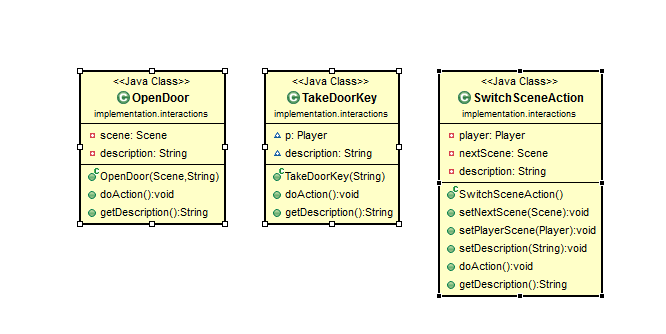 <<Java Class>>
OpenDoor
implementation.interactions
scene: Scene
description: String
OpenDoor(Scene,String)
doAction():void
getDescription():String
<<Java Class>>
TakeDoorKey
implementation.interactions
p: Player
description: String
TakeDoorKey(String)
doAction():void
getDescription():String
<<Java Class>>
SwitchSceneAction
implementation.interactions
player: Player
nextScene: Scene
description: String
SwitchSceneAction()
setNextScene(Scene):void
setPlayerScene(Player):void
setDescription(String):void
doAction():void
getDescription():String